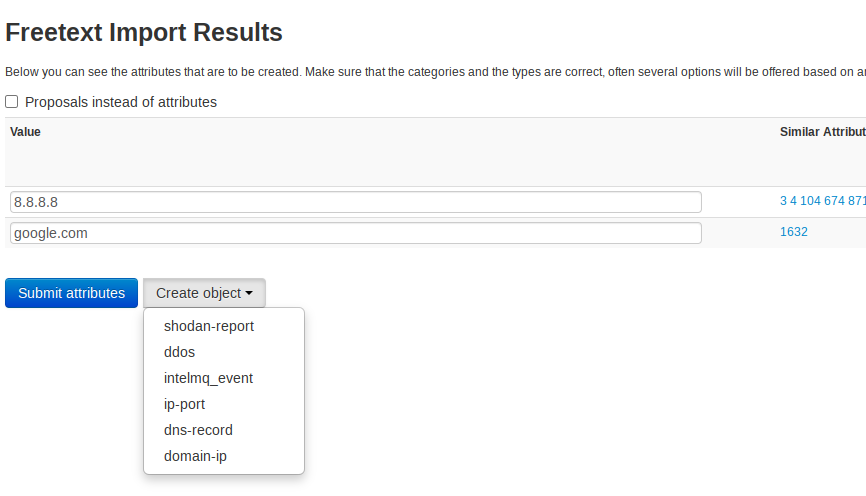 Freetext Import Results
Below you can see the attributes that are to be created. Make sure that the categories and the types are correct, often several options will be offered based on
Proposals instead of attributes
Value Similar Attribut
8.8.8.8 3 4 104 674 871
google.com 1632
Submit attributes Create object
shodan-report
ddos
intelmq_event
ip-port
dns-record
domain-ip